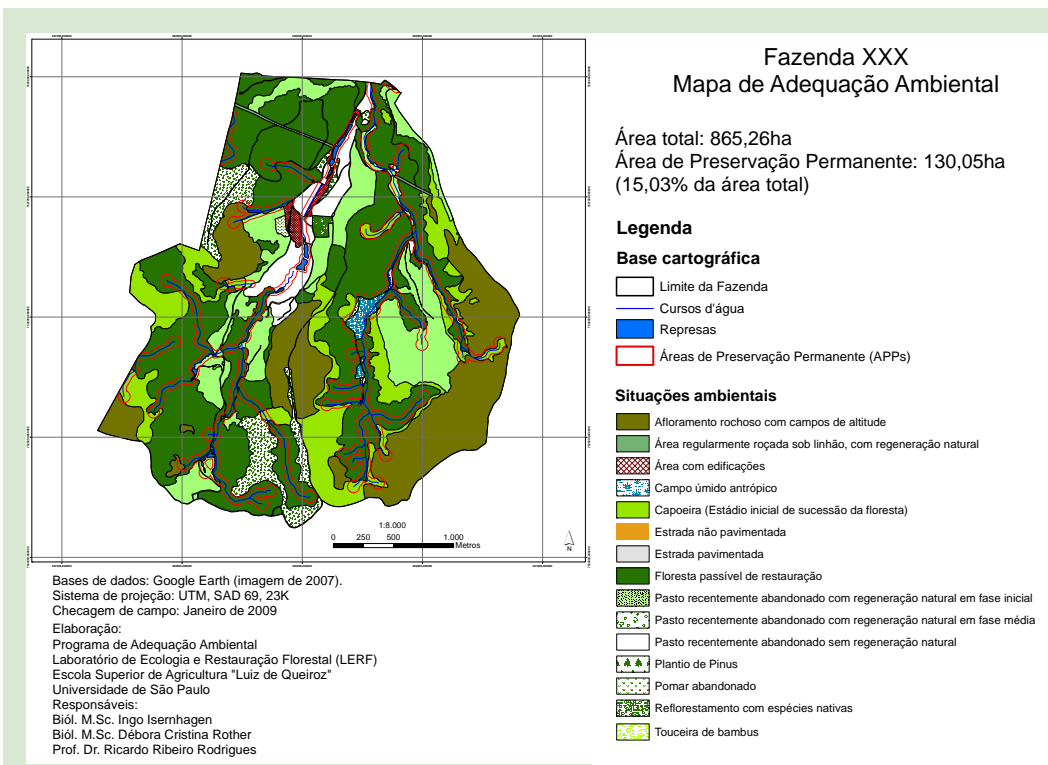 Fazenda XXX
Mapa de Adequação Ambiental
Área total: 865,26ha
Área de Preservação Permanente: 130,05ha
(15,03% da área total)
Legenda
Base cartográfica
Limite da Fazenda
Cursos d'água
Represas
Áreas de Preservação Permanente (APPs)
Situações ambientais
Afloramento rochoso com campos de altitude
Área regularmente roçada sob linhão, com regeneração natural
Área com edificações
Campo úmido antrópico
Capoeira (Estádio inicial de sucessão da floresta)
Estrada não pavimentada
Estrada pavimentada
Floresta passível de restauração
Pasto recentemente abandonado com regeneração natural em fase inicial
Pasto recentemente abandonado com regeneração natural em fase média
Pasto recentemente abandonado sem regeneração natural
Plantio de Pinus
Pomar abandonado
Reflorestamento com espécies nativas
Touceira de bambus
1:8.000
0 250 500 1.000
Metros
N
Bases de dados: Google Earth (imagem de 2007).
Sistema de projeção: UTM, SAD 69, 23K
Checagem de campo: Janeiro de 2009
Elaboração:
Programa de Adequação Ambiental
Laboratório de Ecologia e Restauração Florestal (LERF)
Escola Superior de Agricultura "Luiz de Queiroz"
Universidade de São Paulo
Responsáveis:
Biól. M.Sc. Ingo Isernhagen
Biól. M.Sc. Débora Cristina Rother
Prof. Dr. Ricardo Ribeiro Rodrigues